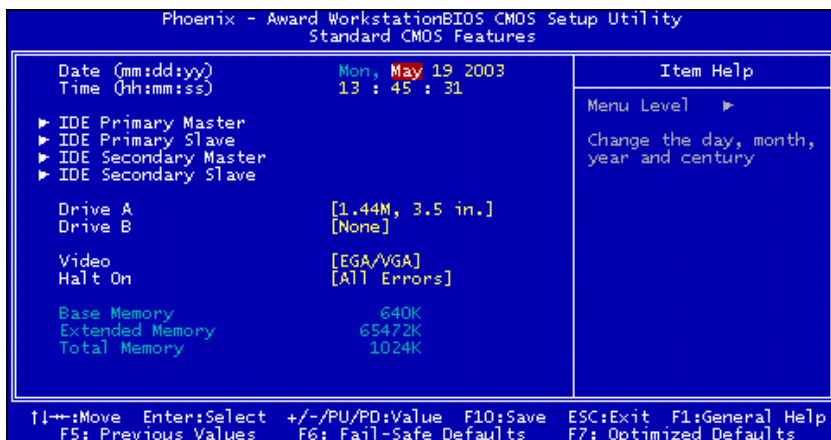 Phoenix - Award WorkstationBIOS CMOS Setup Utility
Standard CMOS Features
Date (mm:dd:yy) Mon, May 19 2003
Time (hh:mm:ss) 13 : 45 : 31
► IDE Primary Master
► IDE Primary Slave
► IDE Secondary Master
► IDE Secondary Slave
Drive A [1.44M, 3.5 in.]
Drive B [None]
Video [EGA/VGA]
Halt On [All Errors]
Base Memory 640K
Extended Memory 65472K
Total Memory 1024K
Item Help
Menu Level ►
Change the day, month,
year and century
↑↓→←:Move Enter:Select +/-/PU/PD:Value F10:Save ESC:Exit F1:General Help
F5: Previous Values F6: Fail-Safe Defaults F7: Optimized Defaults